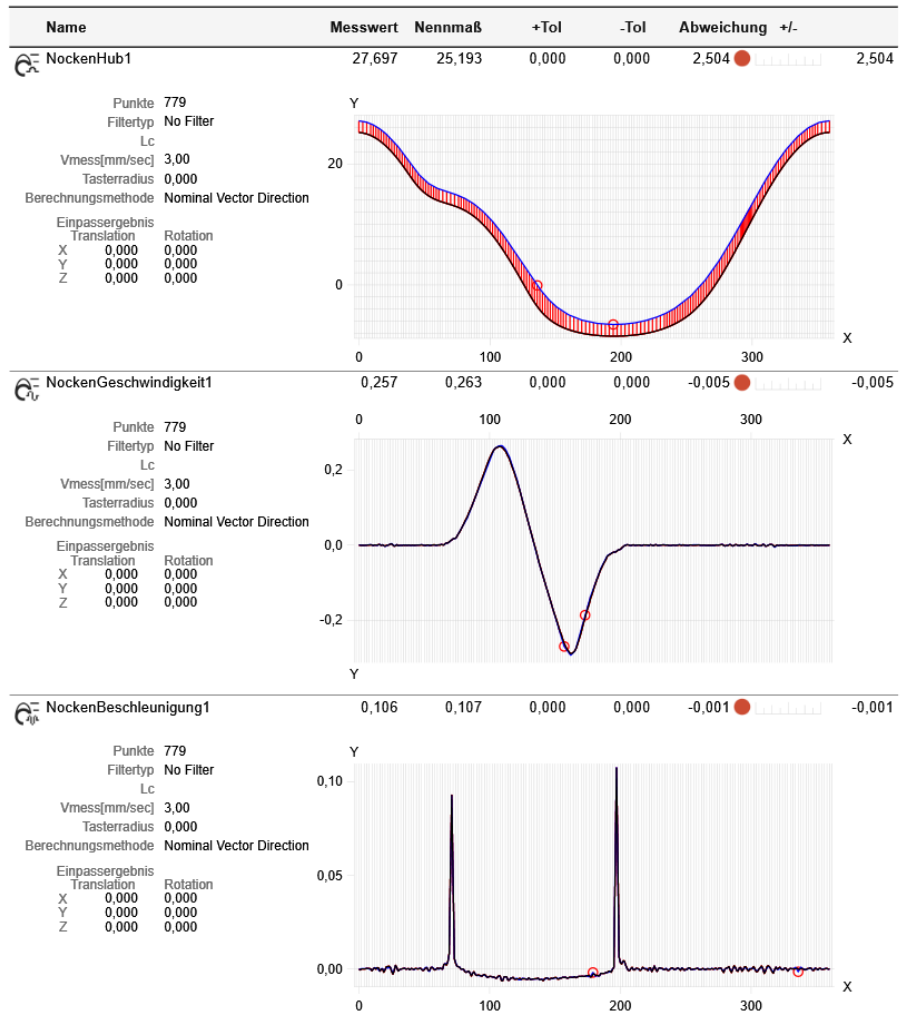 Name Messwert Nennmaß +Tol -Tol Abweichung +/-
NockenHub1 27,697 25,193 0,000 0,000 2,504 2,504
Punkte 779
Filtertyp No Filter
Lc
Vmess[mm/sec] 3,00
Tasterradius 0,000
Berechnungsmethode Nominal Vector Direction
Einpassergebnis
Translation Rotation
X 0,000 0,000
Y 0,000 0,000
Z 0,000 0,000
Y
20
0
X
0 100 200 300
NockenGeschwindigkeit1 0,257 0,263 0,000 0,000 -0,005 -0,005
Punkte 779
Filtertyp No Filter
Lc
Vmess[mm/sec] 3,00
Tasterradius 0,000
Berechnungsmethode Nominal Vector Direction
Einpassergebnis
Translation Rotation
X 0,000 0,000
Y 0,000 0,000
Z 0,000 0,000
0 100 200 300
X
0,2
0,0
-0,2
Y
NockenBeschleunigung1 0,106 0,107 0,000 0,000 -0,001 -0,001
Punkte 779
Filtertyp No Filter
Lc
Vmess[mm/sec] 3,00
Tasterradius 0,000
Berechnungsmethode Nominal Vector Direction
Einpassergebnis
Translation Rotation
X 0,000 0,000
Y 0,000 0,000
Z 0,000 0,000
Y
0,10
0,05
0,00
X
0 100 200 300